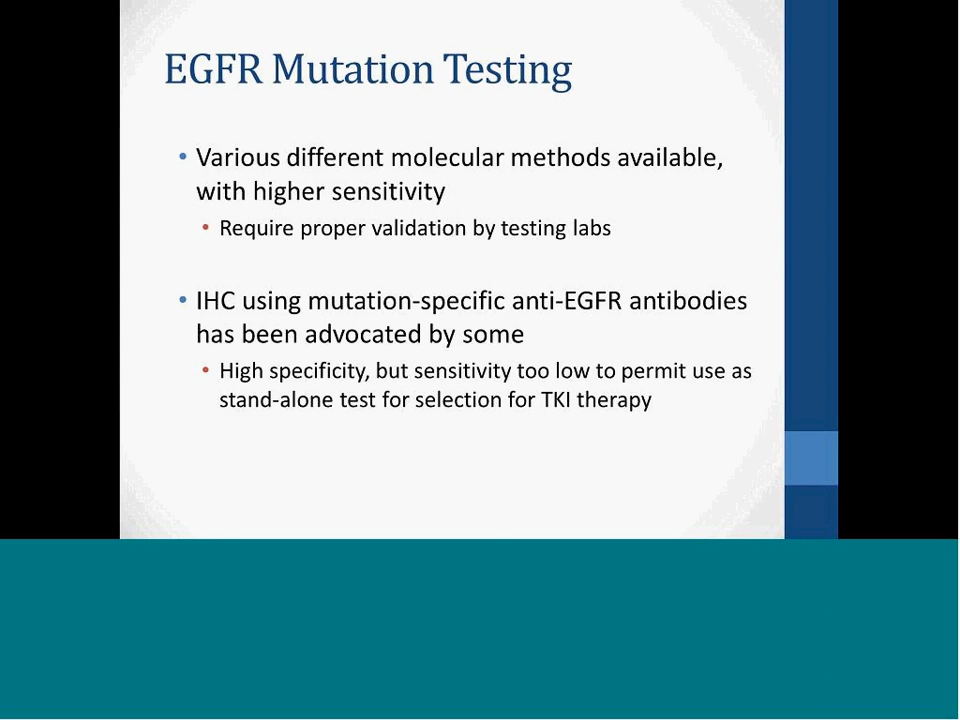 EGFR Mutation Testing
• Various different molecular methods available,
with higher sensitivity
• Require proper validation by testing labs
• IHC using mutation-specific anti-EGFR antibodies
has been advocated by some
• High specificity, but sensitivity too low to permit use as
stand-alone test for selection for TKI therapy